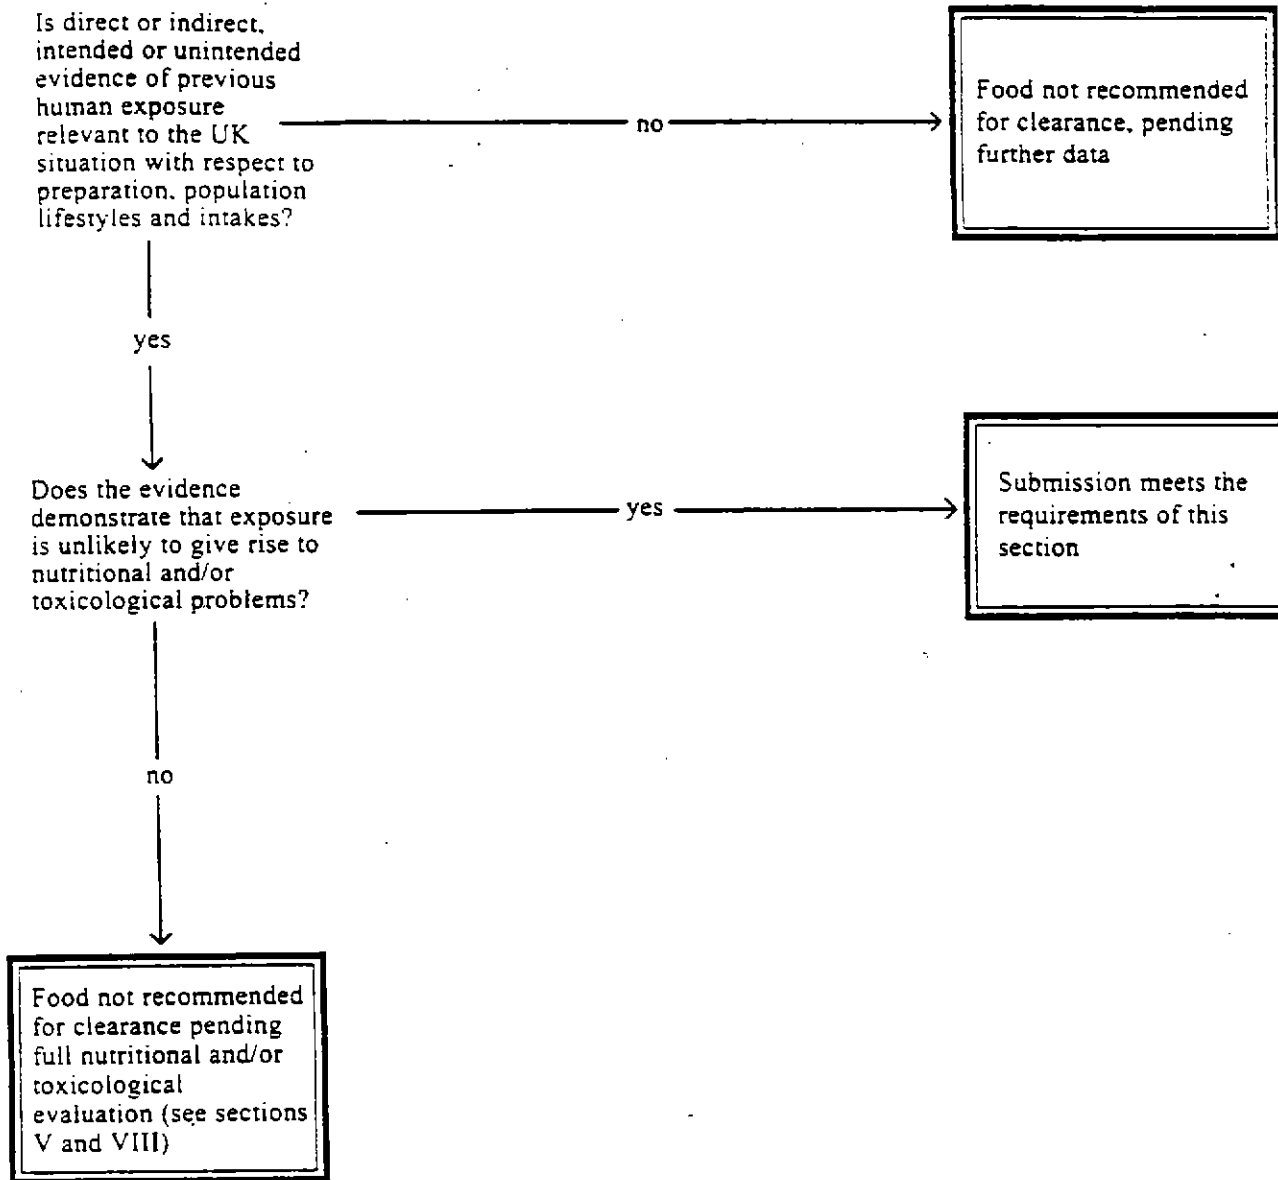 Is direct or indirect,
intended or unintended
evidence of previous
human exposure
relevant to the UK
situation with respect to
preparation, population
lifestyles and intakes?
no
Food not recommended
for clearance, pending
further data
yes
Does the evidence
demonstrate that exposure
is unlikely to give rise to
nutritional and/or
toxicological problems?
yes
Submission meets the
requirements of this
section
no
Food not recommended
for clearance pending
full nutritional and/or
toxicological
evaluation (see sections
V and VIII)